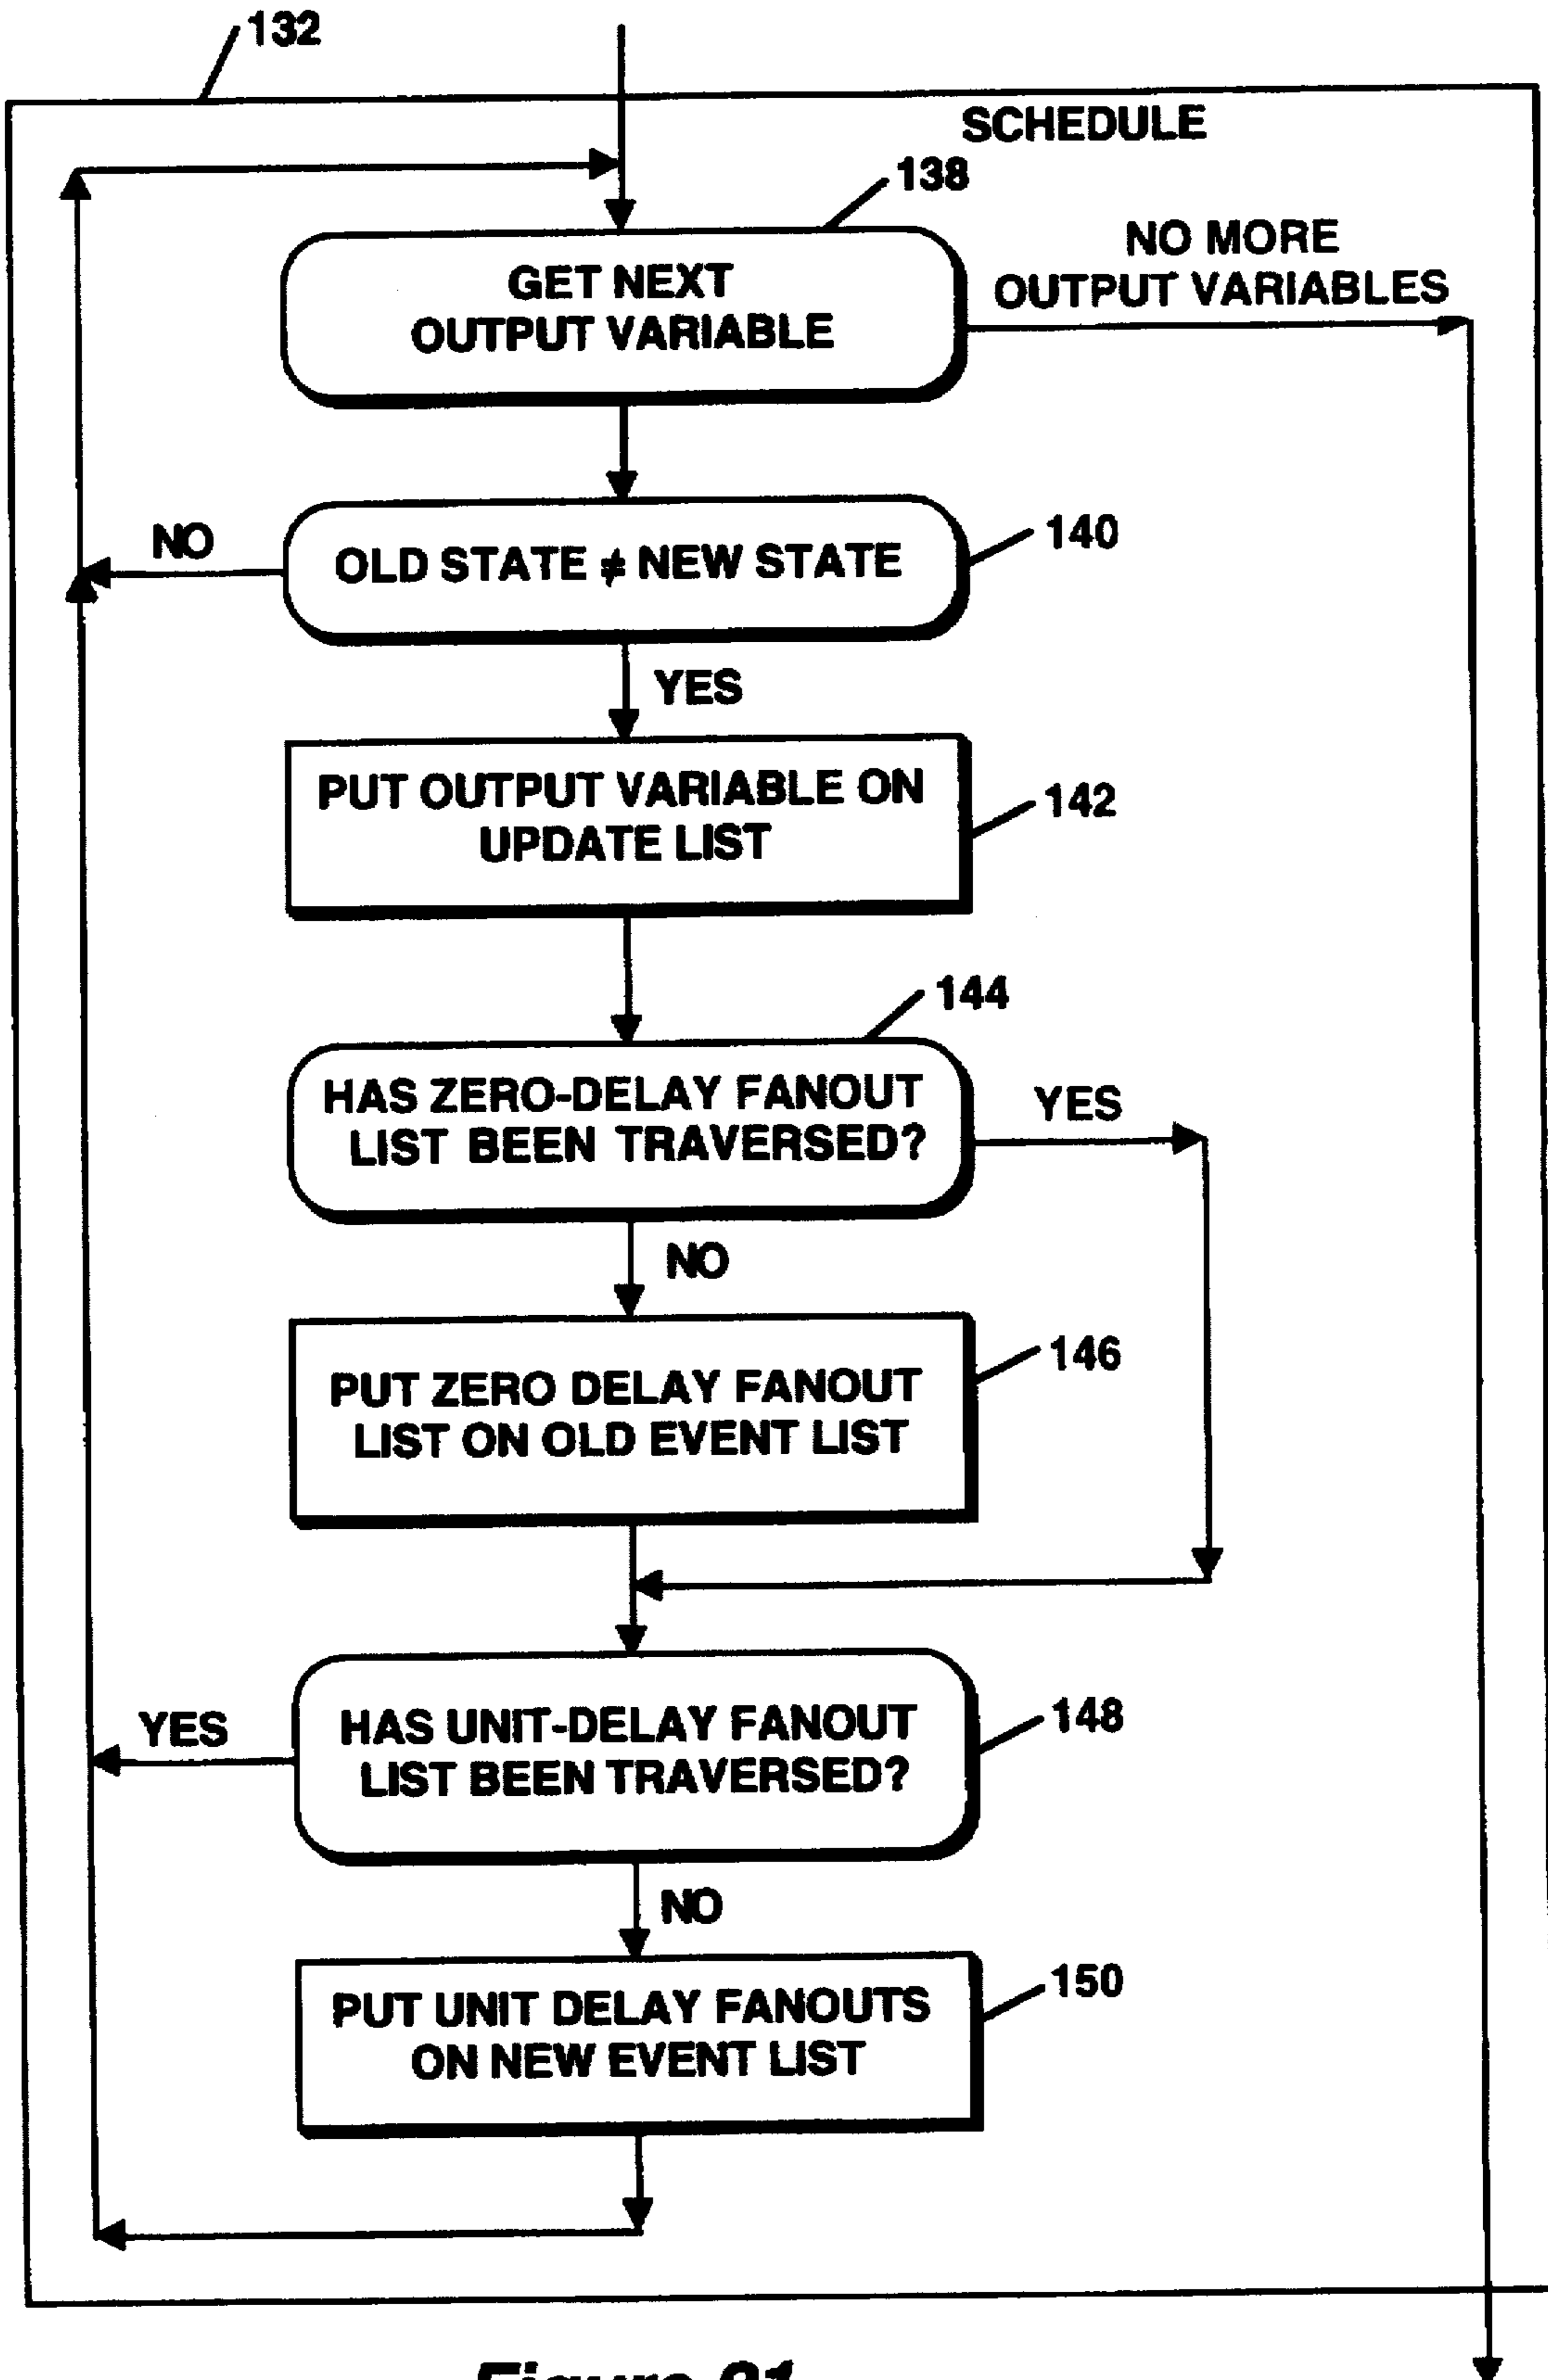 132
SCHEDULE
138
GET NEXT
OUTPUT VARIABLE
NO MORE
OUTPUT VARIABLES
140
OLD STATE ≠ NEW STATE
NO
YES
142
PUT OUTPUT VARIABLE ON
UPDATE LIST
144
HAS ZERO-DELAY FANOUT
LIST BEEN TRAVERSED?
YES
NO
146
PUT ZERO DELAY FANOUT
LIST ON OLD EVENT LIST
148
HAS UNIT-DELAY FANOUT
LIST BEEN TRAVERSED?
YES
NO
150
PUT UNIT DELAY FANOUTS
ON NEW EVENT LIST
Figure